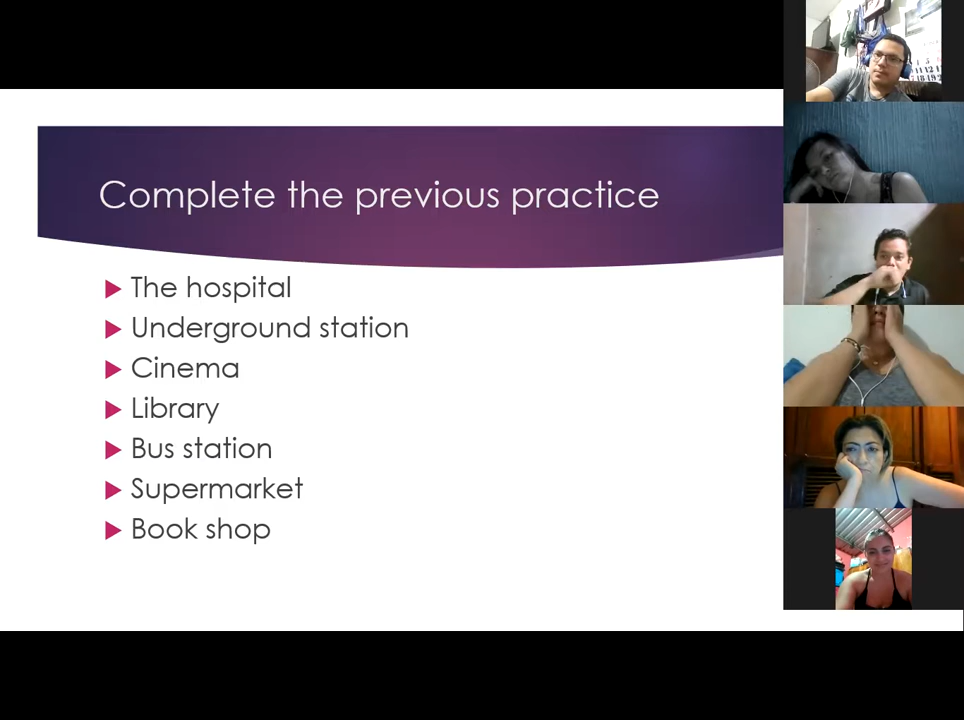 Complete the previous practice
The hospital
Underground station
Cinema
Library
Bus station
Supermarket
Book shop